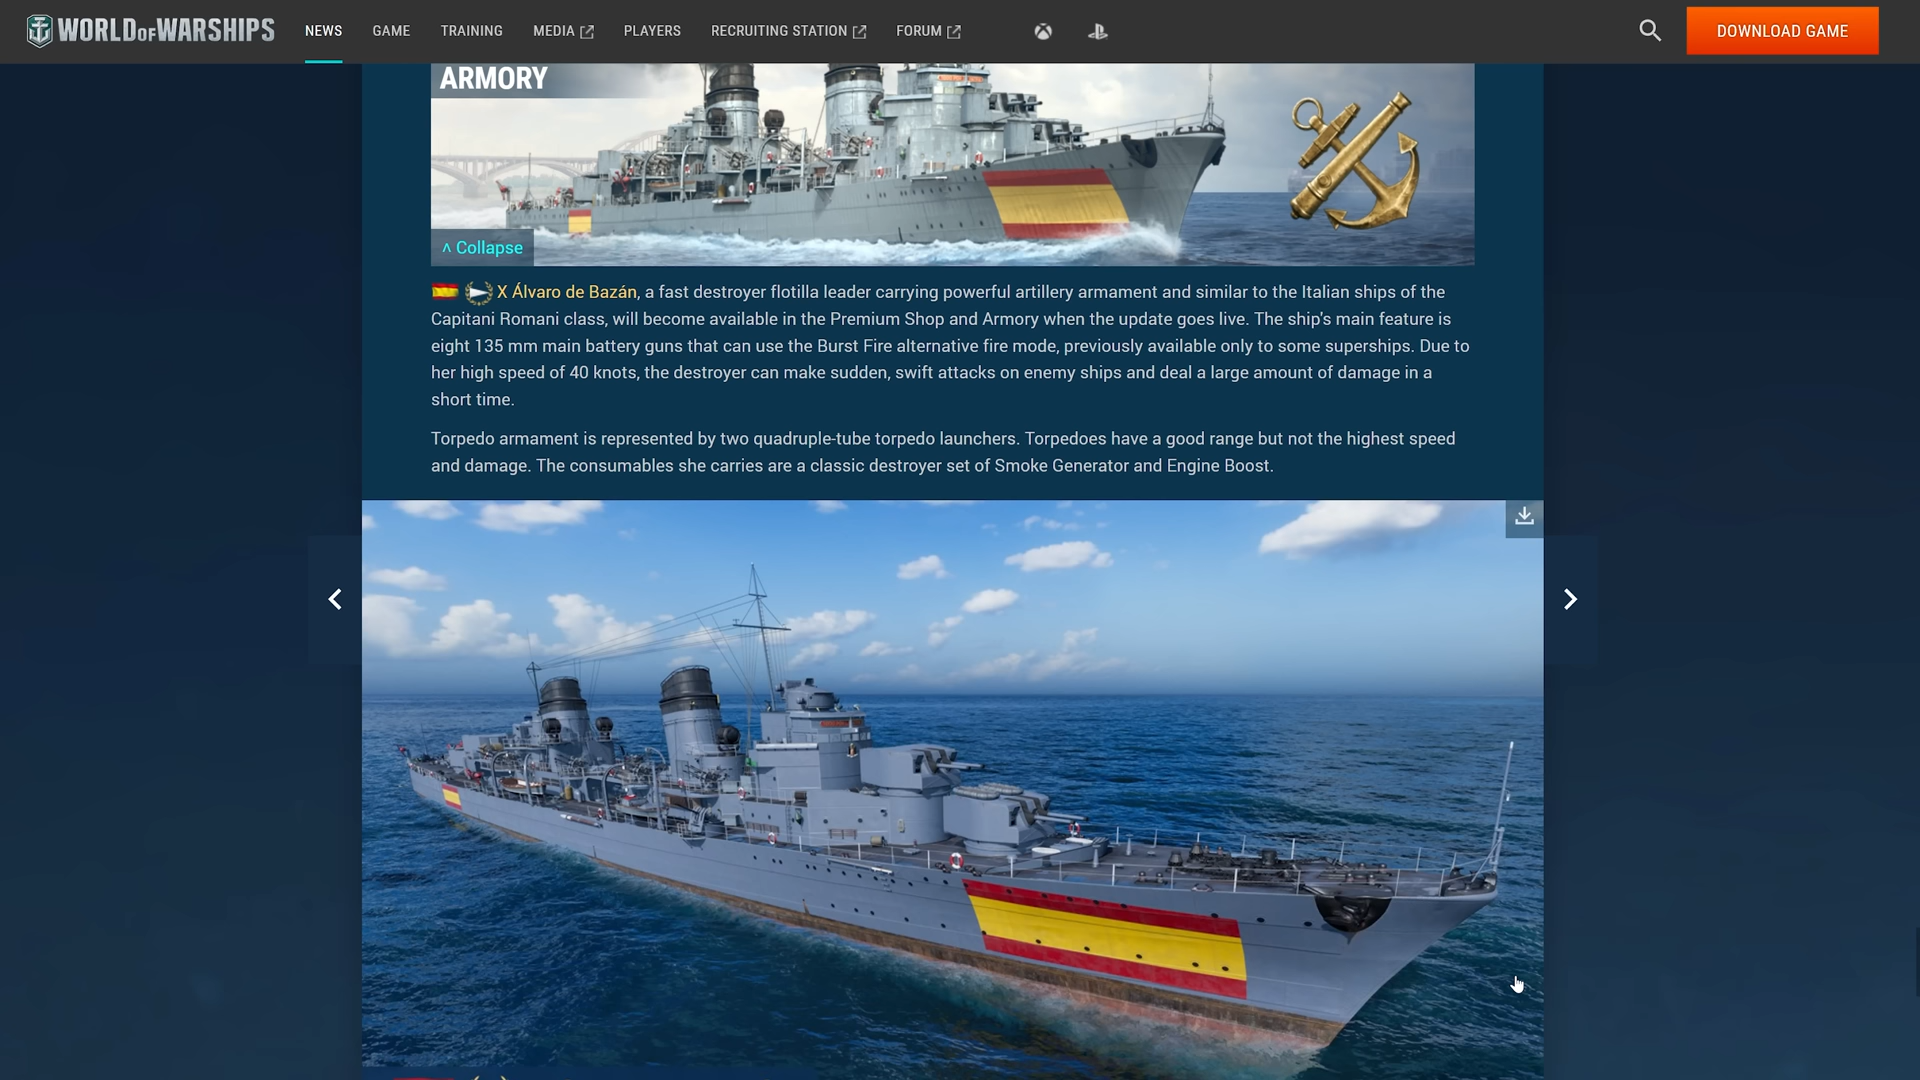 WORLD OF WARSHIPS
NEWS
GAME
TRAINING
MEDIA
PLAYERS
RECRUITING STATION
FORUM
DOWNLOAD GAME
ARMORY
^ Collapse
X Álvaro de Bazán, a fast destroyer flotilla leader carrying powerful artillery armament and similar to the Italian ships of the
Capitani Romani class, will become available in the Premium Shop and Armory when the update goes live. The ship's main feature is
eight 135 mm main battery guns that can use the Burst Fire alternative fire mode, previously available only to some superships. Due to
her high speed of 40 knots, the destroyer can make sudden, swift attacks on enemy ships and deal a large amount of damage in a
short time.
Torpedo armament is represented by two quadruple-tube torpedo launchers. Torpedoes have a good range but not the highest speed
and damage. The consumables she carries are a classic destroyer set of Smoke Generator and Engine Boost.